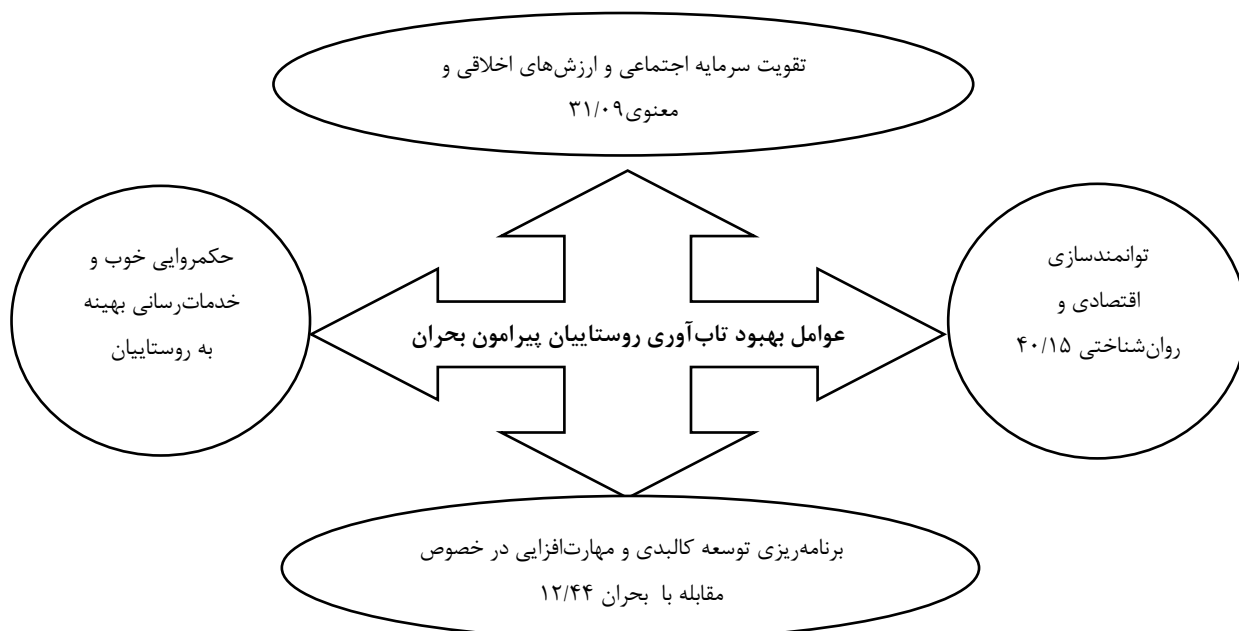 تقویت سرمایه اجتماعی و ارزش‌های اخلاقی و
معنوی۳۱/۰۹
توانمندسازی
اقتصادی و
روان‌شناختی ۴۰/۱۵
عوامل بهبود تاب‌آوری روستاییان پیرامون بحران
حکمروایی خوب و
خدمات‌رسانی بهینه
به روستاییان
برنامه‌ریزی توسعه کالبدی و مهارت‌افزایی در خصوص
مقابله با بحران ۱۲/۴۴